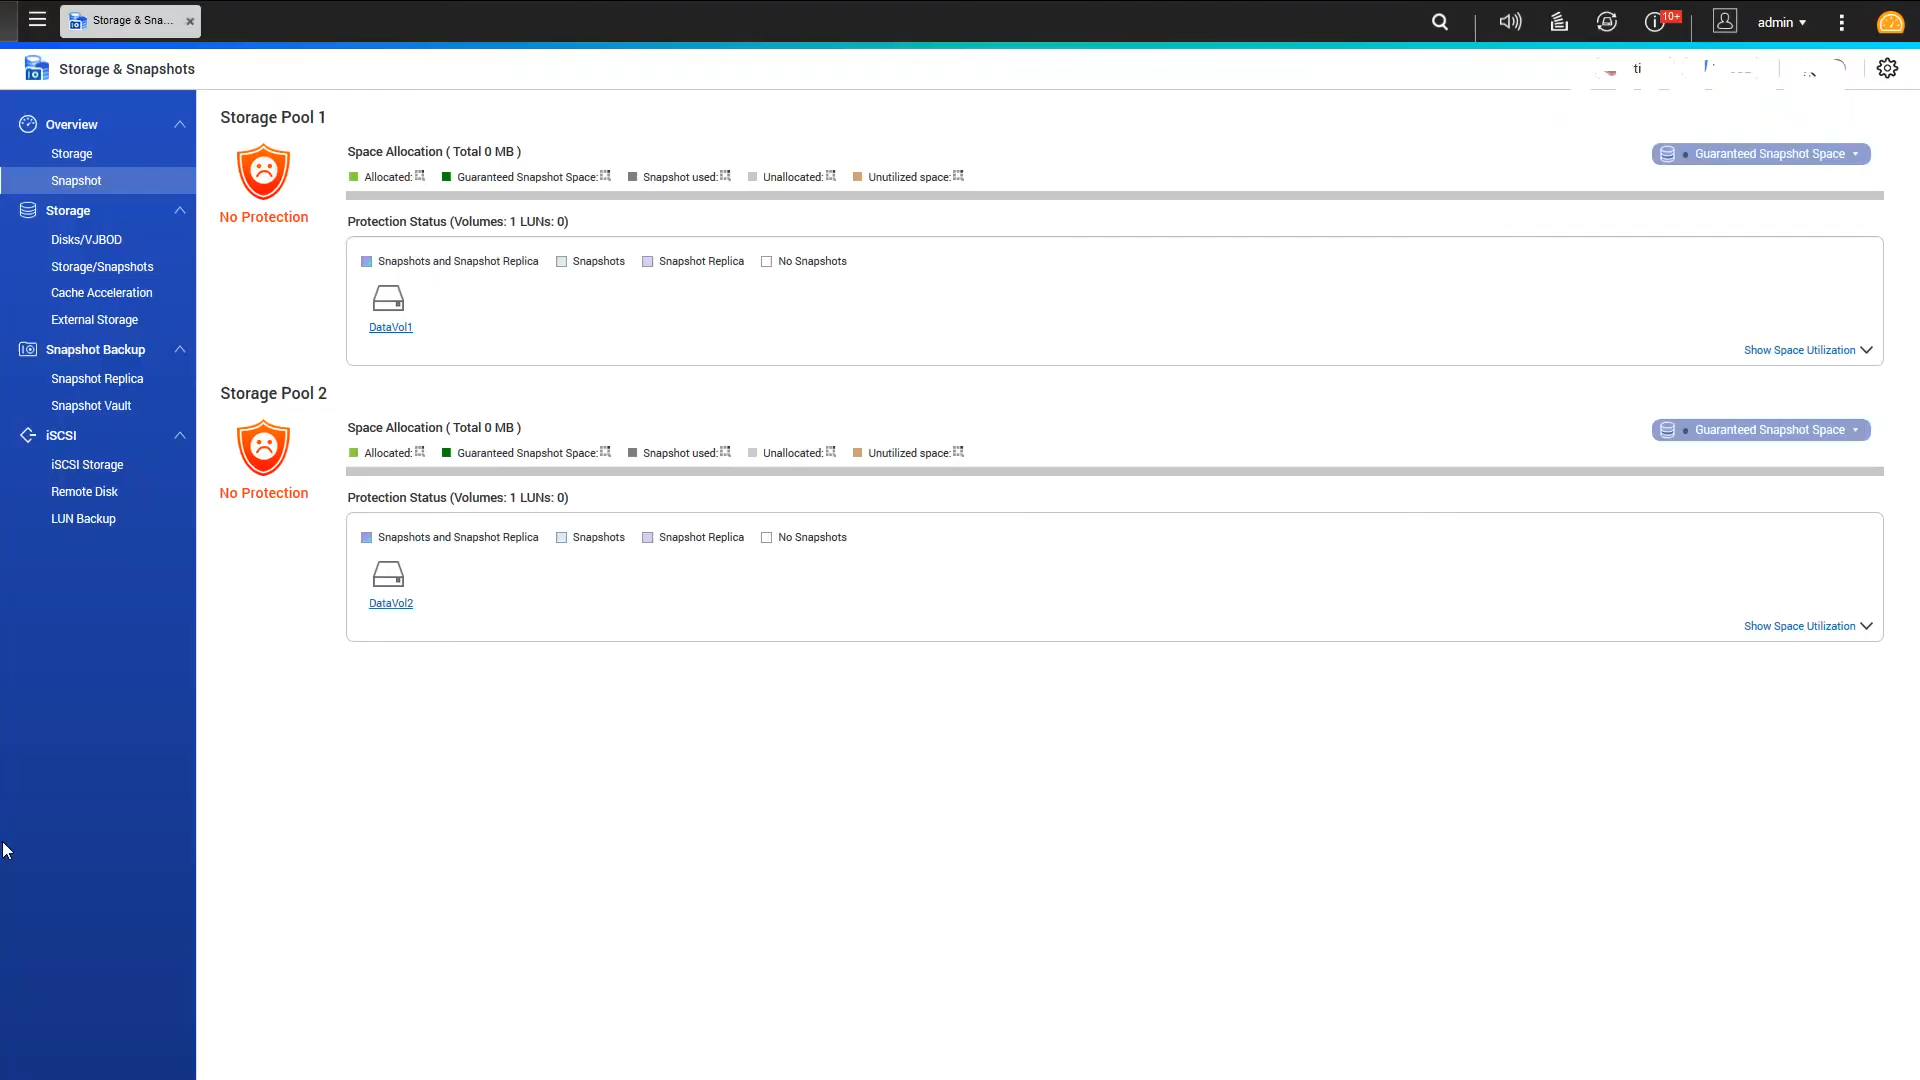 Storage & Sna...
10+
admin
Storage & Snapshots
ti
Overview
Storage
Snapshot
Storage
Disks/VJBOD
Storage/Snapshots
Cache Acceleration
External Storage
Snapshot Backup
Snapshot Replica
Snapshot Vault
iSCSI
iSCSI Storage
Remote Disk
LUN Backup
Storage Pool 1
No Protection
Space Allocation ( Total 0 MB )
Guaranteed Snapshot Space
Allocated: Guaranteed Snapshot Space: Snapshot used: Unallocated: Unutilized space:
Protection Status (Volumes: 1 LUNs: 0)
Snapshots and Snapshot Replica Snapshots Snapshot Replica No Snapshots
DataVol1
Show Space Utilization
Storage Pool 2
No Protection
Space Allocation ( Total 0 MB )
Guaranteed Snapshot Space
Allocated: Guaranteed Snapshot Space: Snapshot used: Unallocated: Unutilized space:
Protection Status (Volumes: 1 LUNs: 0)
Snapshots and Snapshot Replica Snapshots Snapshot Replica No Snapshots
DataVol2
Show Space Utilization